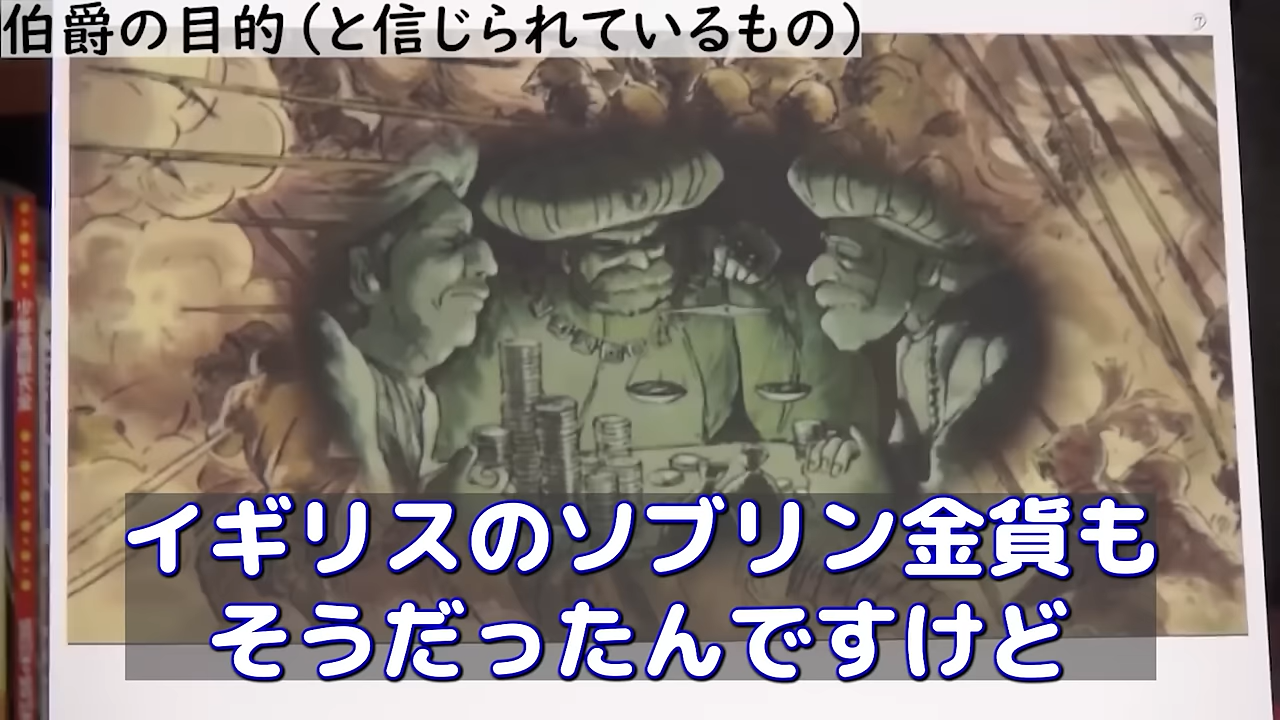 伯爵の目的（と信じられているもの）
⑦
イギリスのソブリン金貨も
そうだったんですけど